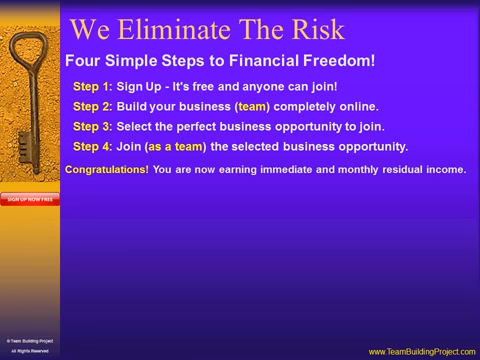 We Eliminate The Risk
Four Simple Steps to Financial Freedom!
Step 1: Sign Up - It's free and anyone can join!
Step 2: Build your business (team) completely online.
Step 3: Select the perfect business opportunity to join.
Step 4: Join (as a team) the selected business opportunity.
Congratulations! You are now earning immediate and monthly residual income.
SIGN UP NOW FREE
© Team Building Project
All Rights Reserved
www.TeamBuildingProject.com